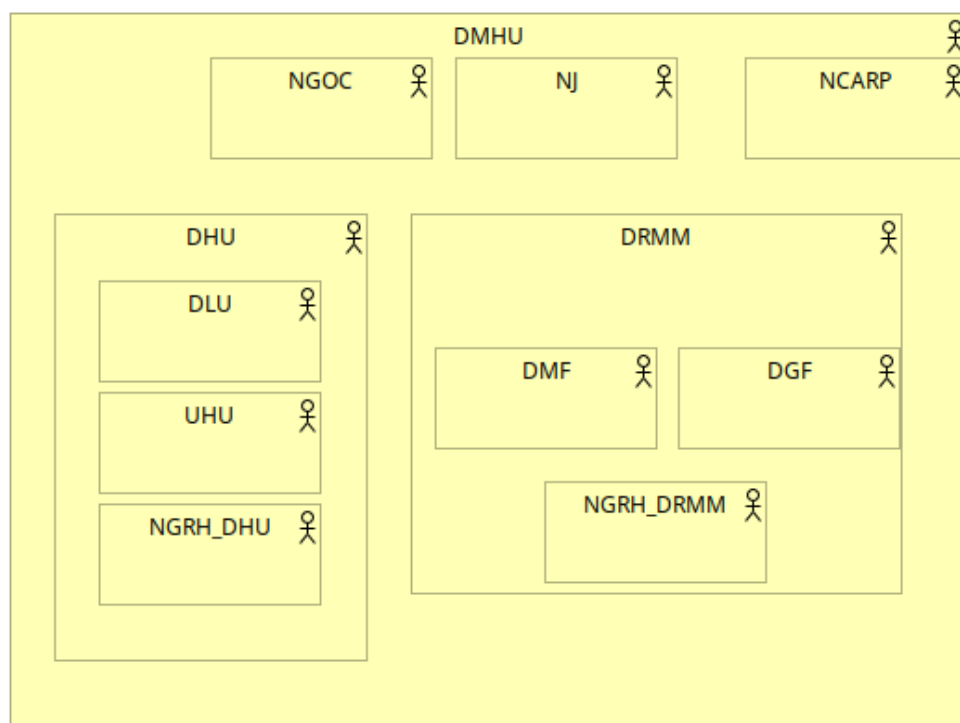 DMHU
NGOC
NJ
NCARP
DHU
DRMM
DLU
DMF
DGF
UHU
NGRH_DRMM
NGRH_DHU